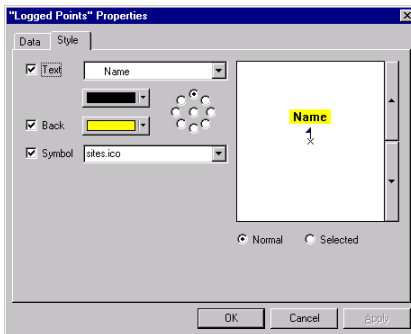 "Logged Points" Properties
Data Style
Text Name
Back
Symbol sites.ico
Name
Normal Selected
OK Cancel Apply